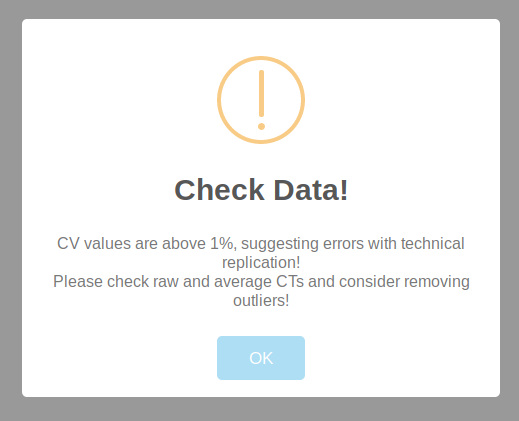 Check Data!
CV values are above 1%, suggesting errors with technical
replication!
Please check raw and average CTs and consider removing
outliers!
OK